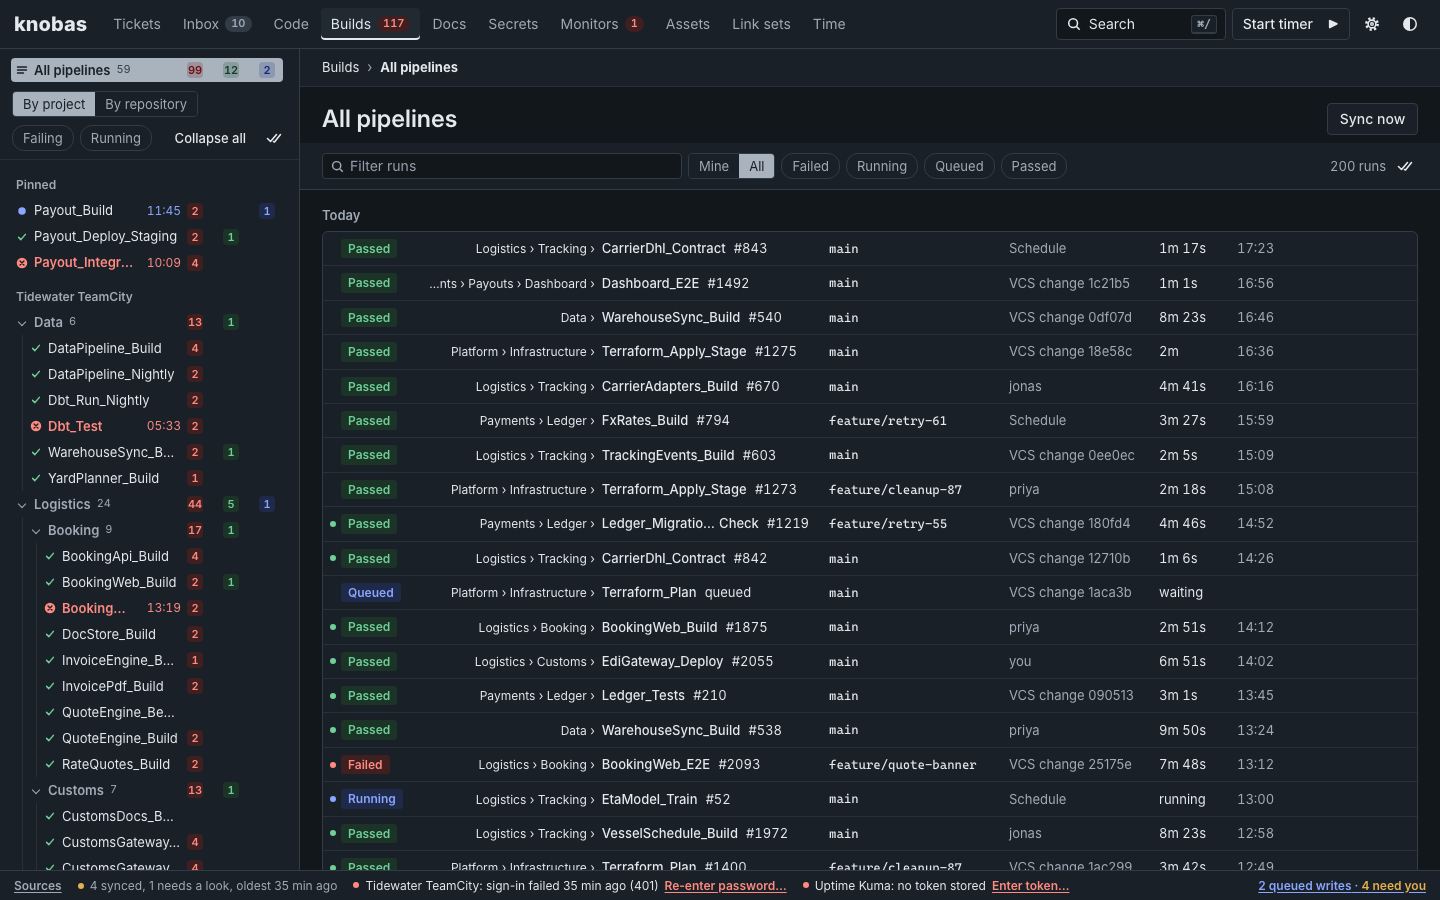 knobas Tickets Inbox 10 Code Builds 117 Docs Secrets Monitors 1 Assets Link sets Time Search ⌘/ Start timer
All pipelines 59 99 12 2
By project By repository
Failing Running Collapse all
Pinned
Payout_Build 11:45 2 1
Payout_Deploy_Staging 2 1
Payout_Integr... 10:09 4
Tidewater TeamCity
Data 6 13 1
DataPipeline_Build 4
DataPipeline_Nightly 2
Dbt_Run_Nightly 2
Dbt_Test 05:33 2
WarehouseSync_B... 2 1
YardPlanner_Build 1
Logistics 24 44 5 1
Booking 9 17 1
BookingApi_Build 4
BookingWeb_Build 2 1
Booking... 13:19 2
DocStore_Build 2
InvoiceEngine_B... 1
InvoicePdf_Build 2
QuoteEngine_Be...
QuoteEngine_Build 2
RateQuotes_Build 2
Customs 7 13 1
CustomsDocs_B...
CustomsGateway... 4
CustomsGateway... 4
Builds › All pipelines
All pipelines Sync now
Filter runs Mine All Failed Running Queued Passed 200 runs
Today
Passed Logistics › Tracking › CarrierDhl_Contract #843 main Schedule 1m 17s 17:23
Passed ...nts › Payouts › Dashboard › Dashboard_E2E #1492 main VCS change 1c21b5 1m 1s 16:56
Passed Data › WarehouseSync_Build #540 main VCS change 0df07d 8m 23s 16:46
Passed Platform › Infrastructure › Terraform_Apply_Stage #1275 main VCS change 18e58c 2m 16:36
Passed Logistics › Tracking › CarrierAdapters_Build #670 main jonas 4m 41s 16:16
Passed Payments › Ledger › FxRates_Build #794 feature/retry-61 Schedule 3m 27s 15:59
Passed Logistics › Tracking › TrackingEvents_Build #603 main VCS change 0ee0ec 2m 5s 15:09
Passed Platform › Infrastructure › Terraform_Apply_Stage #1273 feature/cleanup-87 priya 2m 18s 15:08
Passed Payments › Ledger › Ledger_Migratio... Check #1219 feature/retry-55 VCS change 180fd4 4m 46s 14:52
Passed Logistics › Tracking › CarrierDhl_Contract #842 main VCS change 12710b 1m 6s 14:26
Queued Platform › Infrastructure › Terraform_Plan queued main VCS change 1aca3b waiting
Passed Logistics › Booking › BookingWeb_Build #1875 main priya 2m 51s 14:12
Passed Logistics › Customs › EdiGateway_Deploy #2055 main you 6m 51s 14:02
Passed Payments › Ledger › Ledger_Tests #210 main VCS change 090513 3m 1s 13:45
Passed Data › WarehouseSync_Build #538 main priya 9m 50s 13:24
Failed Logistics › Booking › BookingWeb_E2E #2093 feature/quote-banner VCS change 25175e 7m 48s 13:12
Running Logistics › Tracking › EtaModel_Train #52 main Schedule running 13:00
Passed Logistics › Tracking › VesselSchedule_Build #1972 main jonas 8m 23s 12:58
Passed Platform › Infrastructure › Terraform_Plan #1400 feature/cleanup-87 VCS change 1ac299 3m 42s 12:49
Sources 4 synced, 1 needs a look, oldest 35 min ago Tidewater TeamCity: sign-in failed 35 min ago (401) Re-enter password... Uptime Kuma: no token stored Enter token... 2 queued writes · 4 need you